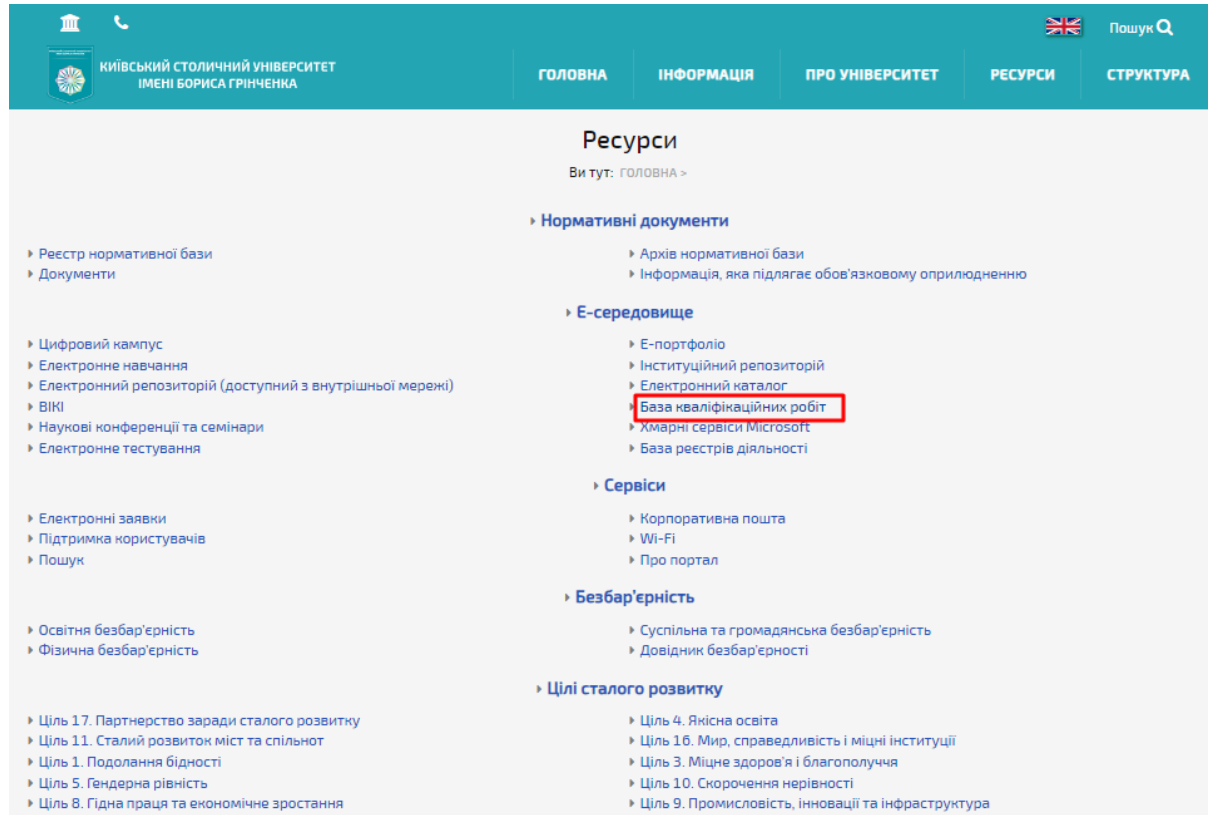 Пошук
КИЇВСЬКИЙ СТОЛИЧНИЙ УНІВЕРСИТЕТ
ІМЕНІ БОРИСА ГРІНЧЕНКА
ГОЛОВНА
ІНФОРМАЦІЯ
ПРО УНІВЕРСИТЕТ
РЕСУРСИ
СТРУКТУРА
Ресурси
Ви тут: ГОЛОВНА >
Нормативні документи
Реєстр нормативної бази
Документи
Архів нормативної бази
Інформація, яка підлягає обов'язковому оприлюдненню
Е-середовище
Цифровий кампус
Електронне навчання
Електронний репозиторій (доступний з внутрішньої мережі)
ВІКІ
Наукові конференції та семінари
Електронне тестування
Е-портфоліо
Інституційний репозиторій
Електронний каталог
База кваліфікаційних робіт
Хмарні сервіси Microsoft
База реєстрів діяльності
Сервіси
Електронні заявки
Підтримка користувачів
Пошук
Корпоративна пошта
Wi-Fi
Про портал
Безбар'єрність
Освітня безбар'єрність
Фізична безбар'єрність
Суспільна та громадянська безбар'єрність
Довідник безбар'єрності
Цілі сталого розвитку
Ціль 17. Партнерство заради сталого розвитку
Ціль 11. Сталий розвиток міст та спільнот
Ціль 1. Подолання бідності
Ціль 5. Гендерна рівність
Ціль 8. Гідна праця та економічне зростання
Ціль 4. Якісна освіта
Ціль 16. Мир, справедливість і міцні інституції
Ціль 3. Міцне здоров'я і благополуччя
Ціль 10. Скорочення нерівності
Ціль 9. Промисловість, інновації та інфраструктура